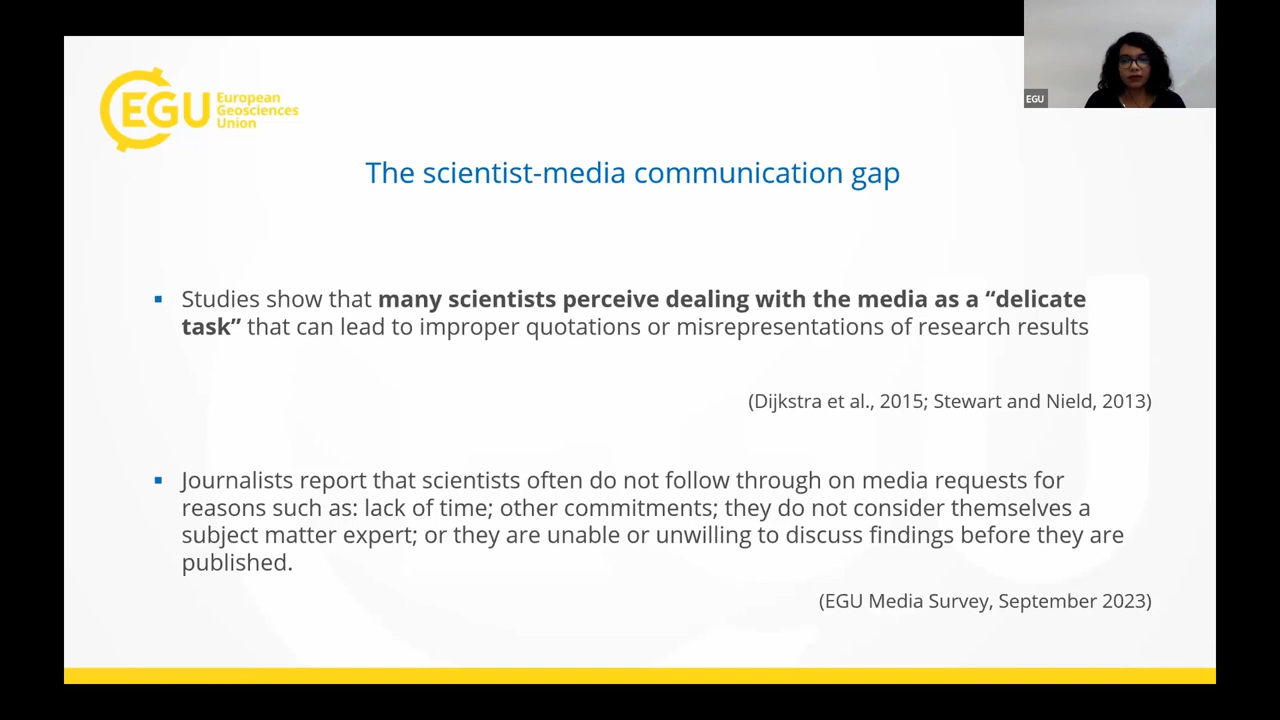 EGU
European
Geosciences
Union
EGU
The scientist-media communication gap
Studies show that many scientists perceive dealing with the media as a “delicate
task” that can lead to improper quotations or misrepresentations of research results
(Dijkstra et al., 2015; Stewart and Nield, 2013)
Journalists report that scientists often do not follow through on media requests for
reasons such as: lack of time; other commitments; they do not consider themselves a
subject matter expert; or they are unable or unwilling to discuss findings before they are
published.
(EGU Media Survey, September 2023)